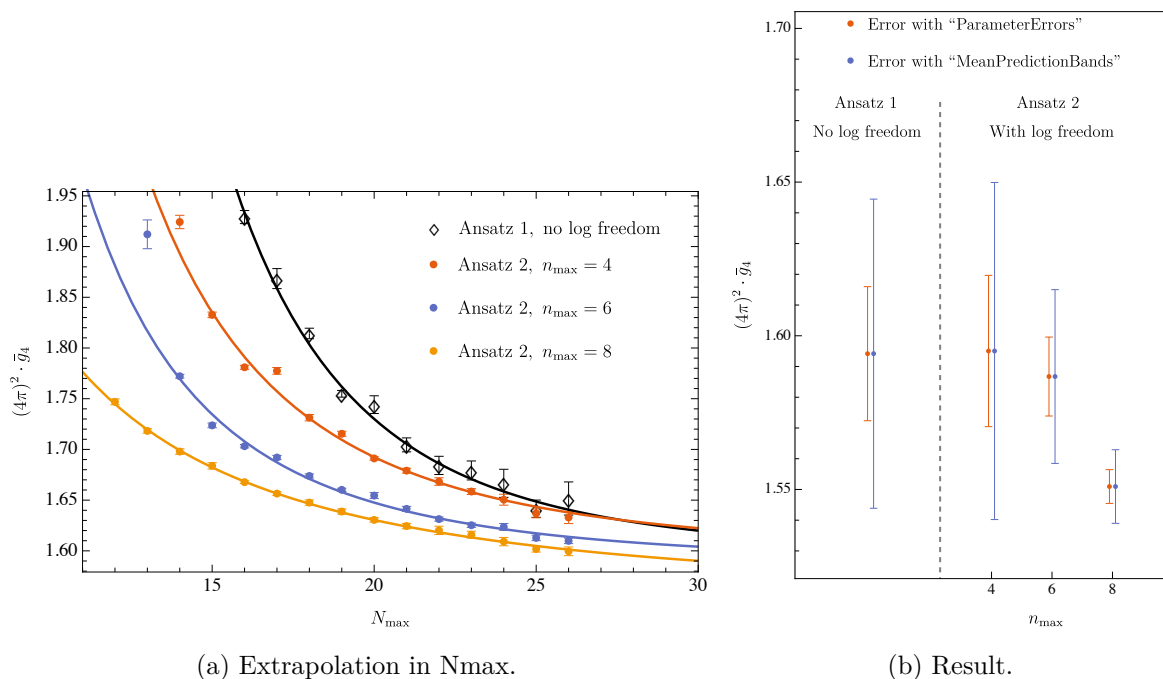 1.95
1.90
1.85
1.80
1.75
1.70
1.65
1.60
15
20
25
30
(4π)² · ḡ₄
N_max
Ansatz 1, no log freedom
Ansatz 2, n_max = 4
Ansatz 2, n_max = 6
Ansatz 2, n_max = 8
(a) Extrapolation in Nmax.
1.70
1.65
1.60
1.55
(4π)² · ḡ₄
Error with “ParameterErrors”
Error with “MeanPredictionBands”
Ansatz 1
No log freedom
Ansatz 2
With log freedom
4
6
8
n_max
(b) Result.